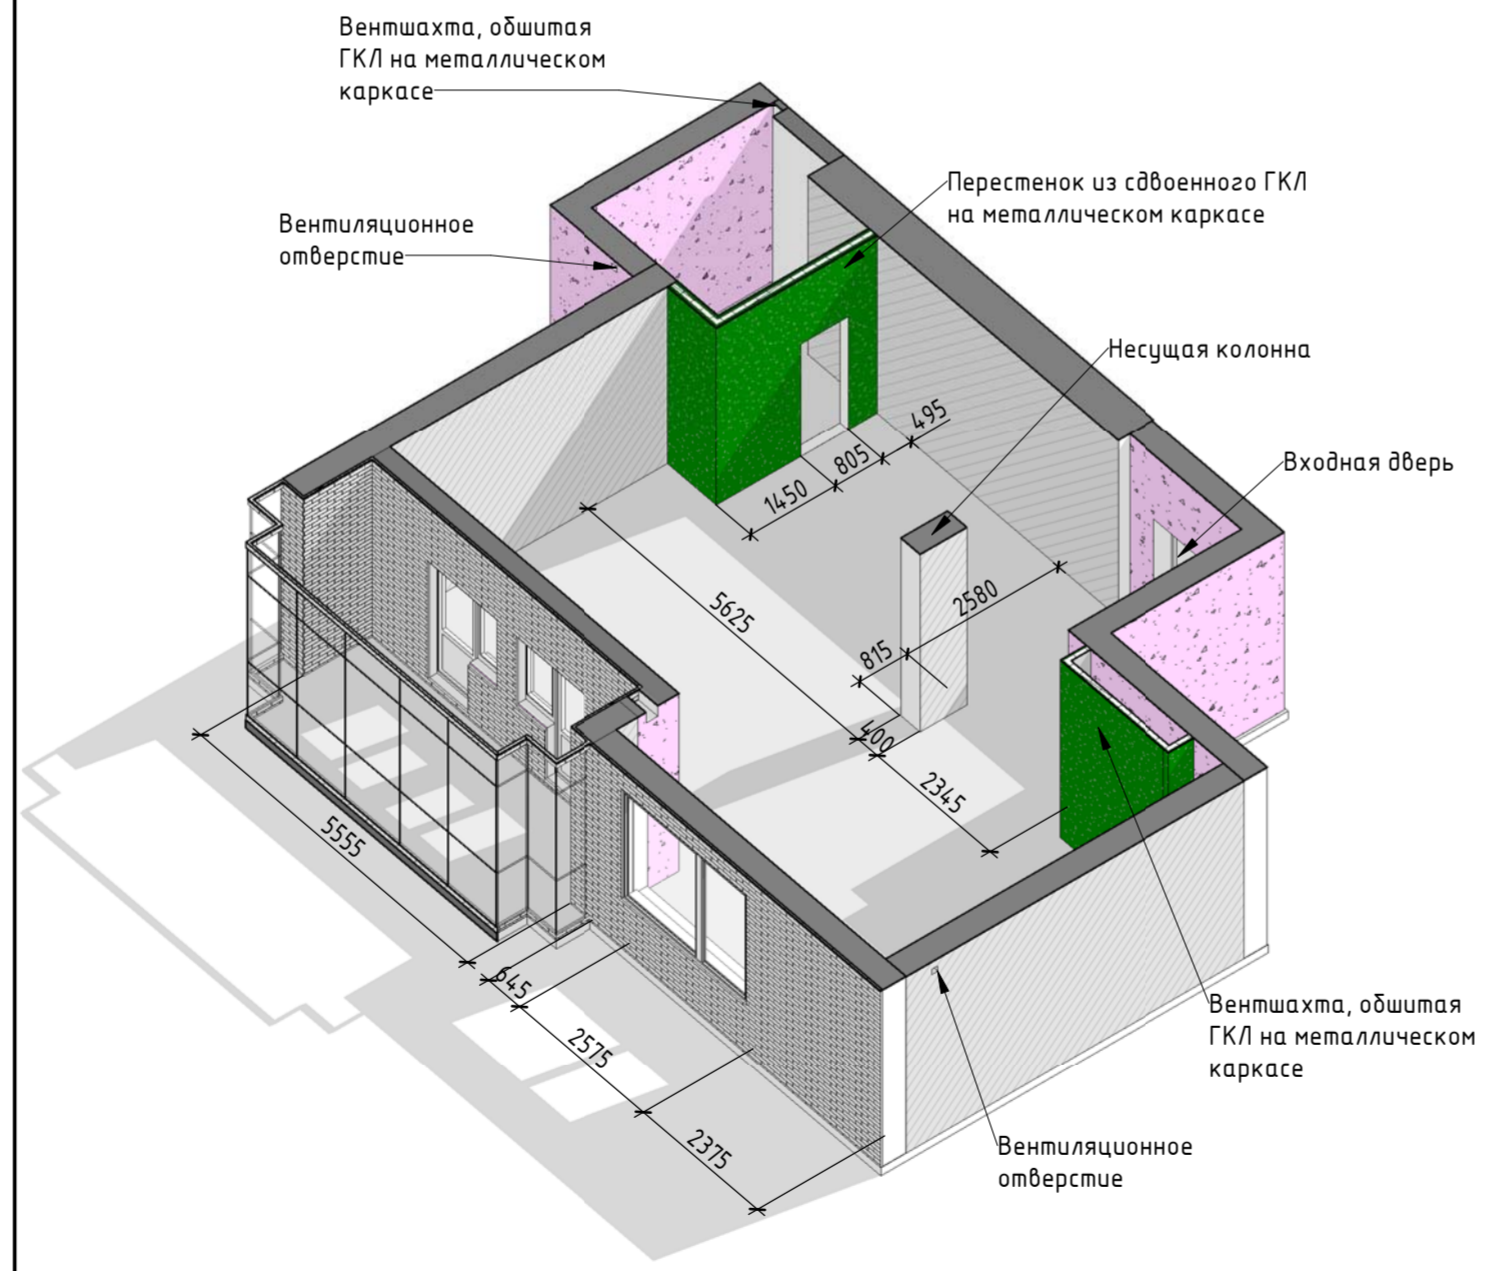 Вентшахта, обшитая
ГКЛ на металлическом
каркасе
Перестенок из сдвоенного ГКЛ
на металлическом каркасе
Вентиляционное
отверстие
Несущая колонна
Входная дверь
495
805
1450
2580
5625
815
400
2345
5555
645
2575
2375
Вентшахта, обшитая
ГКЛ на металлическом
каркасе
Вентиляционное
отверстие